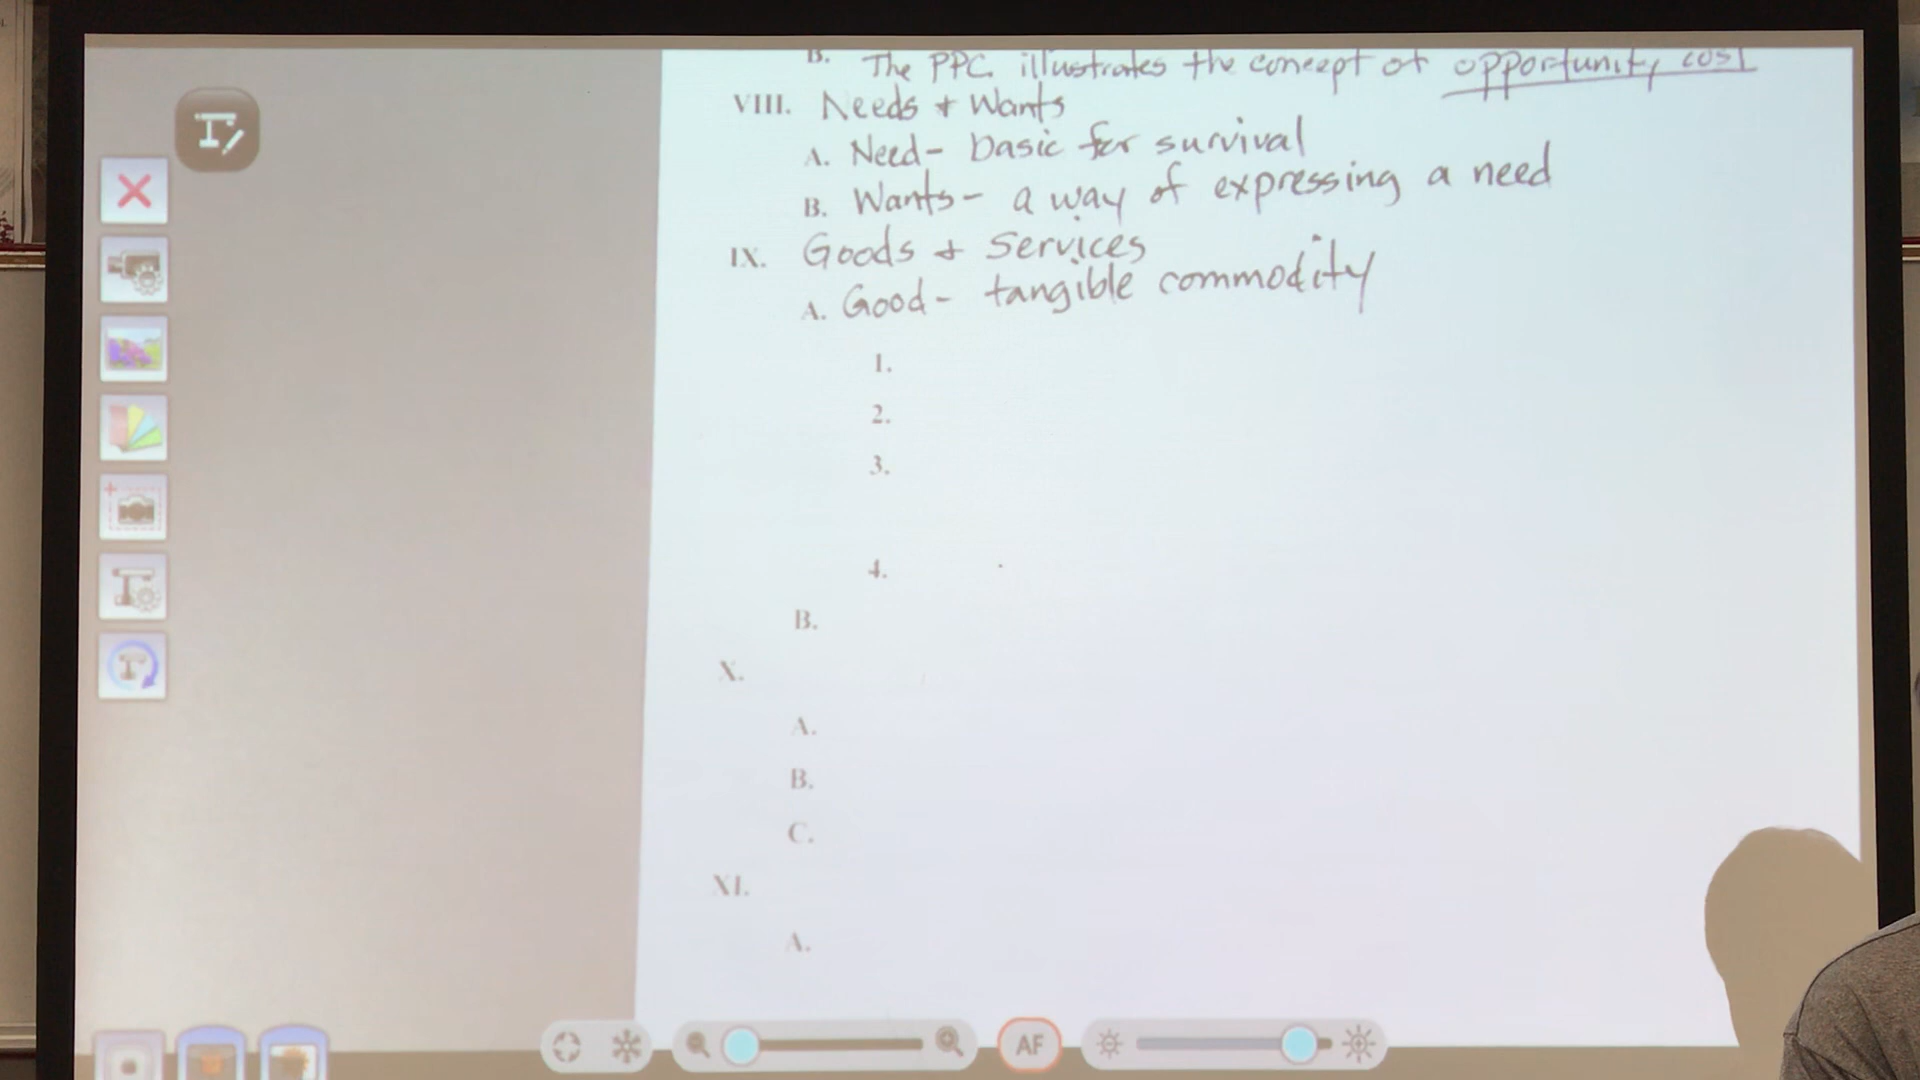 B. The PPC illustrates the concept of opportunity cost
VIII. Needs + Wants
A. Need- basic for survival
B. Wants- a way of expressing a need
IX. Goods + Services
A. Good- tangible commodity
1.
2.
3.
4.
B.
X.
A.
B.
C.
XI.
A.
AF